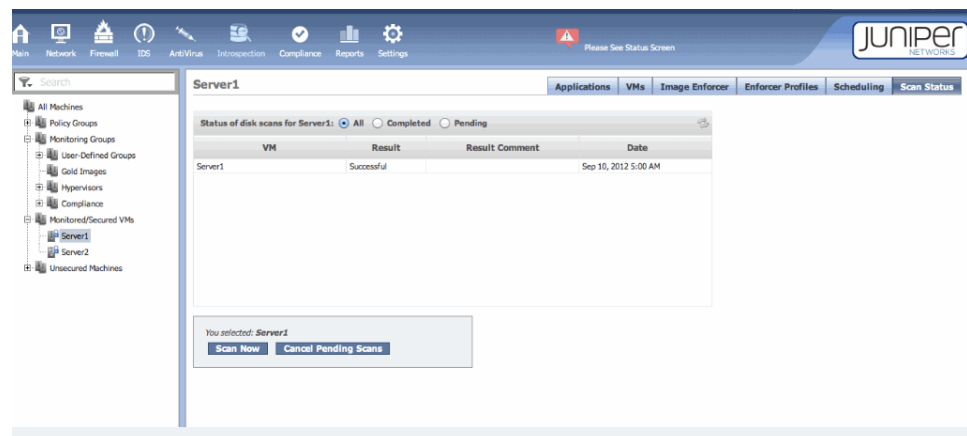 Main Network Firewall IDS AntiVirus Introspection Compliance Reports Settings
Please See Status Screen
JUNIPER
NETWORKS
Search
All Machines
Policy Groups
Monitoring Groups
User-Defined Groups
Gold Images
Hypervisors
Compliance
Monitored/Secured VMs
Server1
Server2
Unsecured Machines
Server1
Applications VMs Image Enforcer Enforcer Profiles Scheduling Scan Status
Status of disk scans for Server1: All Completed Pending
VM Result Result Comment Date
Server1 Successful Sep 10, 2012 5:00 AM
You selected: Server1
Scan Now Cancel Pending Scans